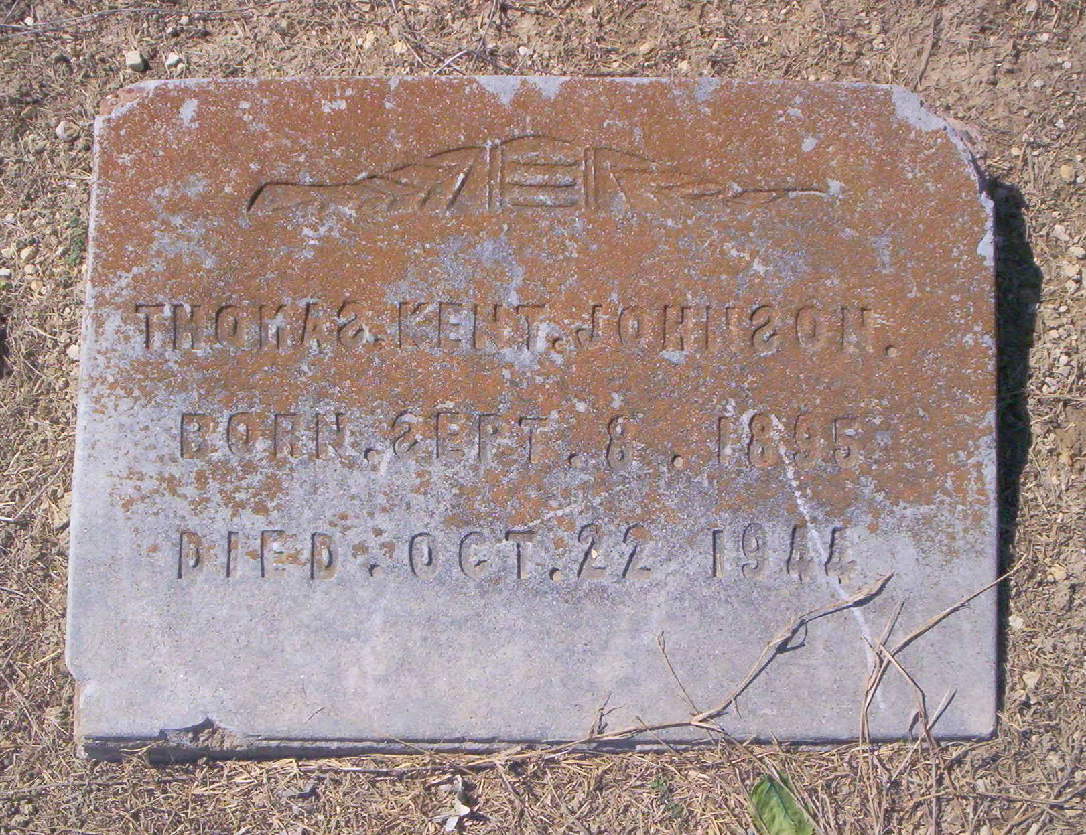 THOMAS.KENT.JOHNSON.
BORN.SEPT.8.1895
DIED.OCT.22 1944